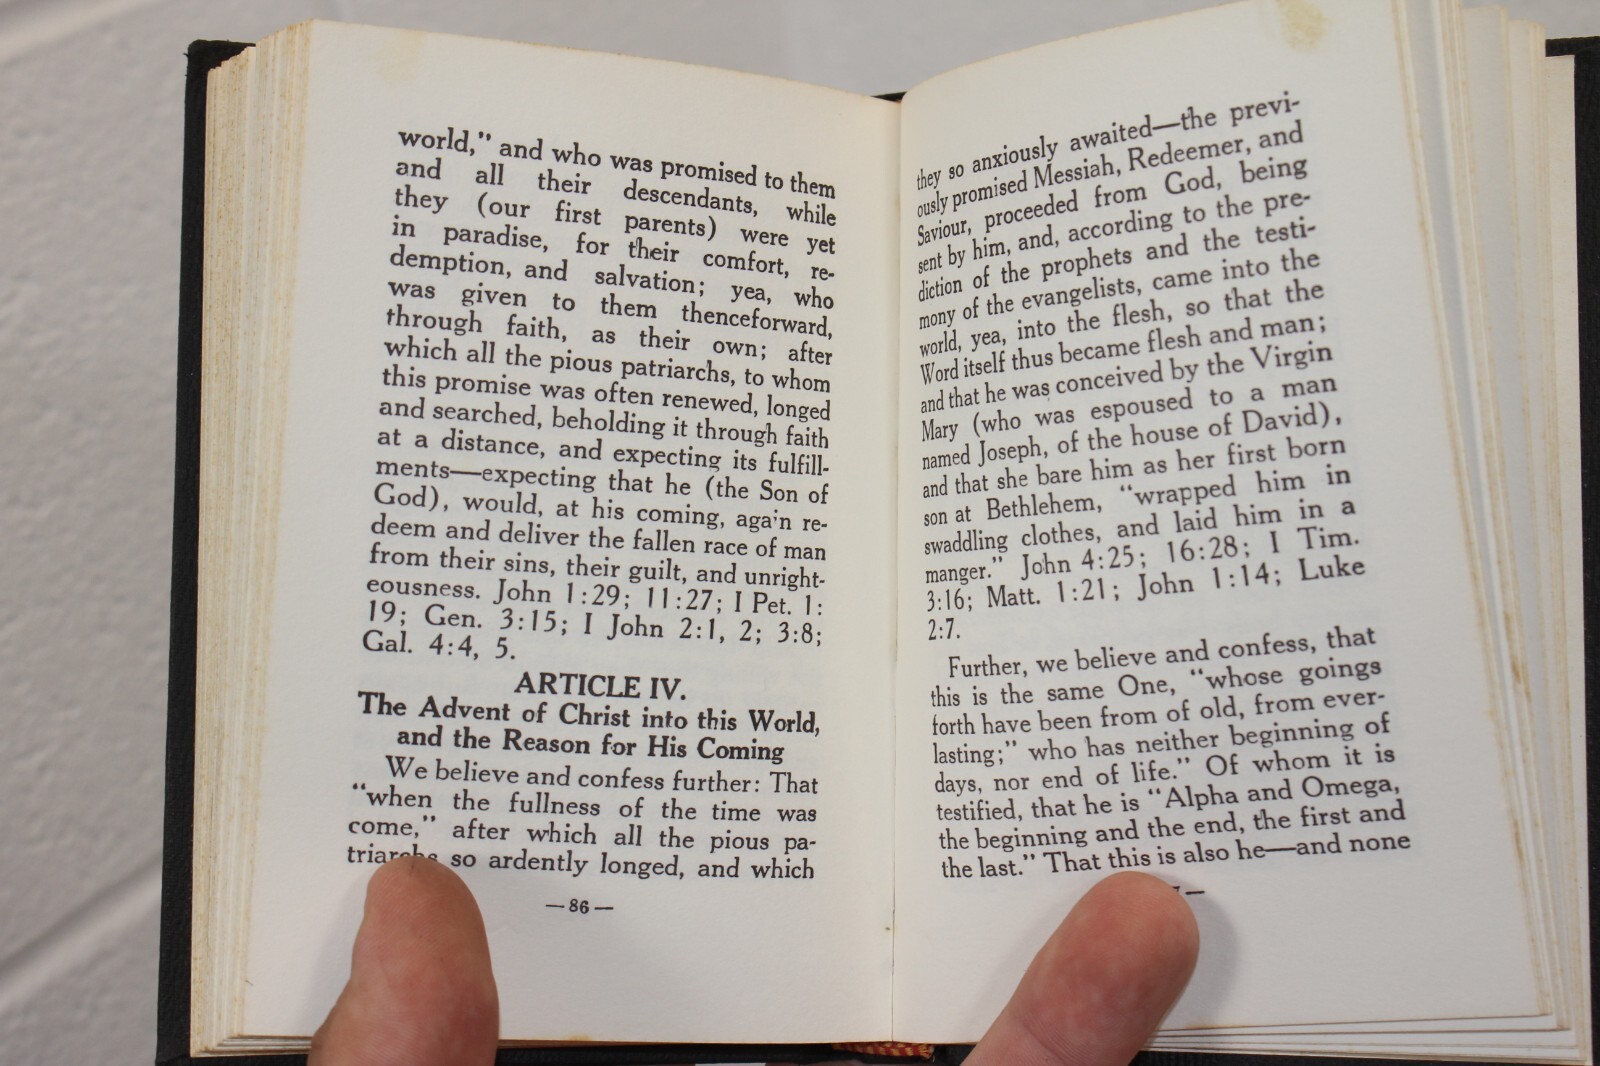 world," and who was promised to them
and all their descendants, while
they (our first parents) were yet
in paradise, for their comfort, re-
demption, and salvation; yea, who
was given to them thenceforward,
through faith, as their own; after
which all the pious patriarchs, to whom
this promise was often renewed, longed
and searched, beholding it through faith
at a distance, and expecting its fulfill-
ments—expecting that he (the Son of
God), would, at his coming, again re-
deem and deliver the fallen race of man
from their sins, their guilt, and unright-
eousness. John 1:29; 11:27; I Pet. 1:
19; Gen. 3:15; I John 2:1, 2; 3:8;
Gal. 4:4, 5.
ARTICLE IV.
The Advent of Christ into this World,
and the Reason for His Coming
We believe and confess further: That
"when the fullness of the time was
come," after which all the pious pa-
triarchs so ardently longed, and which
—86—
they so anxiously awaited—the previ-
ously promised Messiah, Redeemer, and
Saviour, proceeded from God, being
sent by him, and, according to the pre-
diction of the prophets and the testi-
mony of the evangelists, came into the
world, yea, into the flesh, so that the
Word itself thus became flesh and man;
and that he was conceived by the Virgin
Mary (who was espoused to a man
named Joseph, of the house of David),
and that she bare him as her first born
son at Bethlehem, "wrapped him in
swaddling clothes, and laid him in a
manger." John 4:25; 16:28; I Tim.
3:16; Matt. 1:21; John 1:14; Luke
2:7.
Further, we believe and confess, that
this is the same One, "whose goings
forth have been from of old, from ever-
lasting;" who has neither beginning of
days, nor end of life." Of whom it is
testified, that he is "Alpha and Omega,
the beginning and the end, the first and
the last." That this is also he—and none